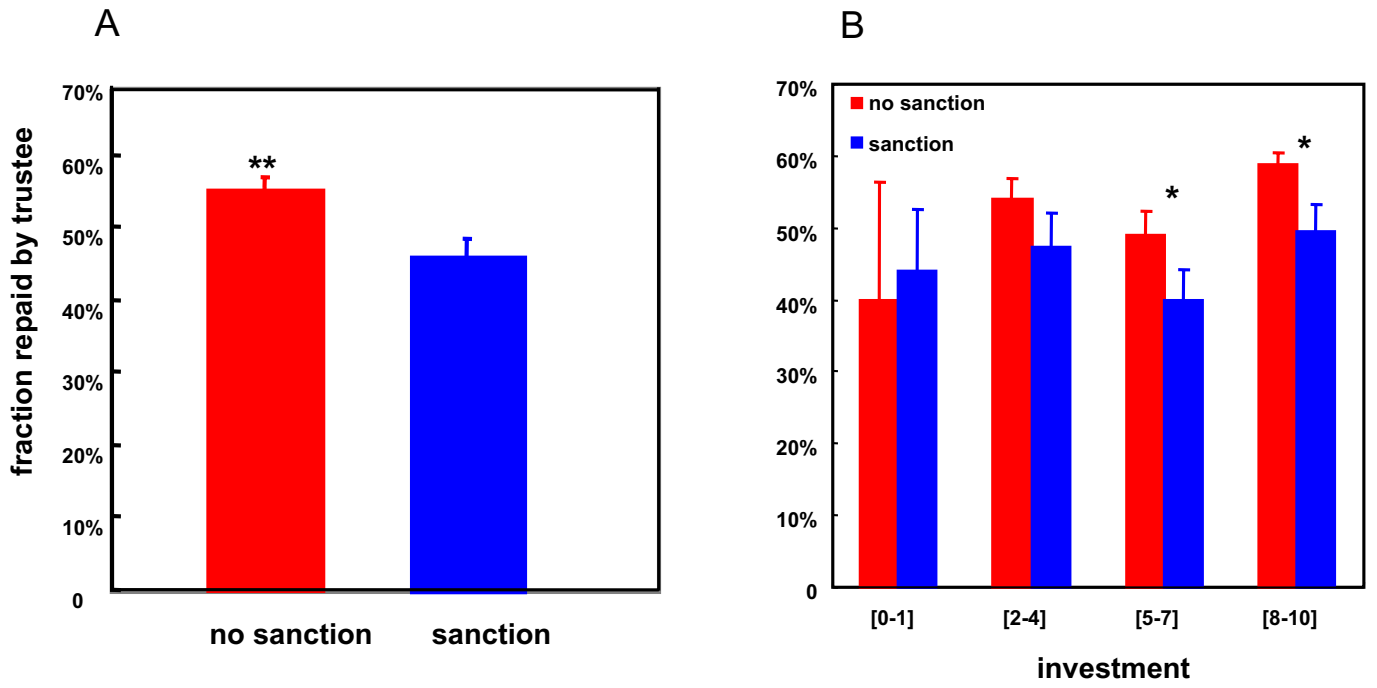 A
fraction repaid by trustee
70%
60%
50%
40%
30%
20%
10%
0
**
no sanction
sanction
B
70%
60%
50%
40%
30%
20%
10%
0
no sanction
sanction
*
*
[0-1]
[2-4]
[5-7]
[8-10]
investment